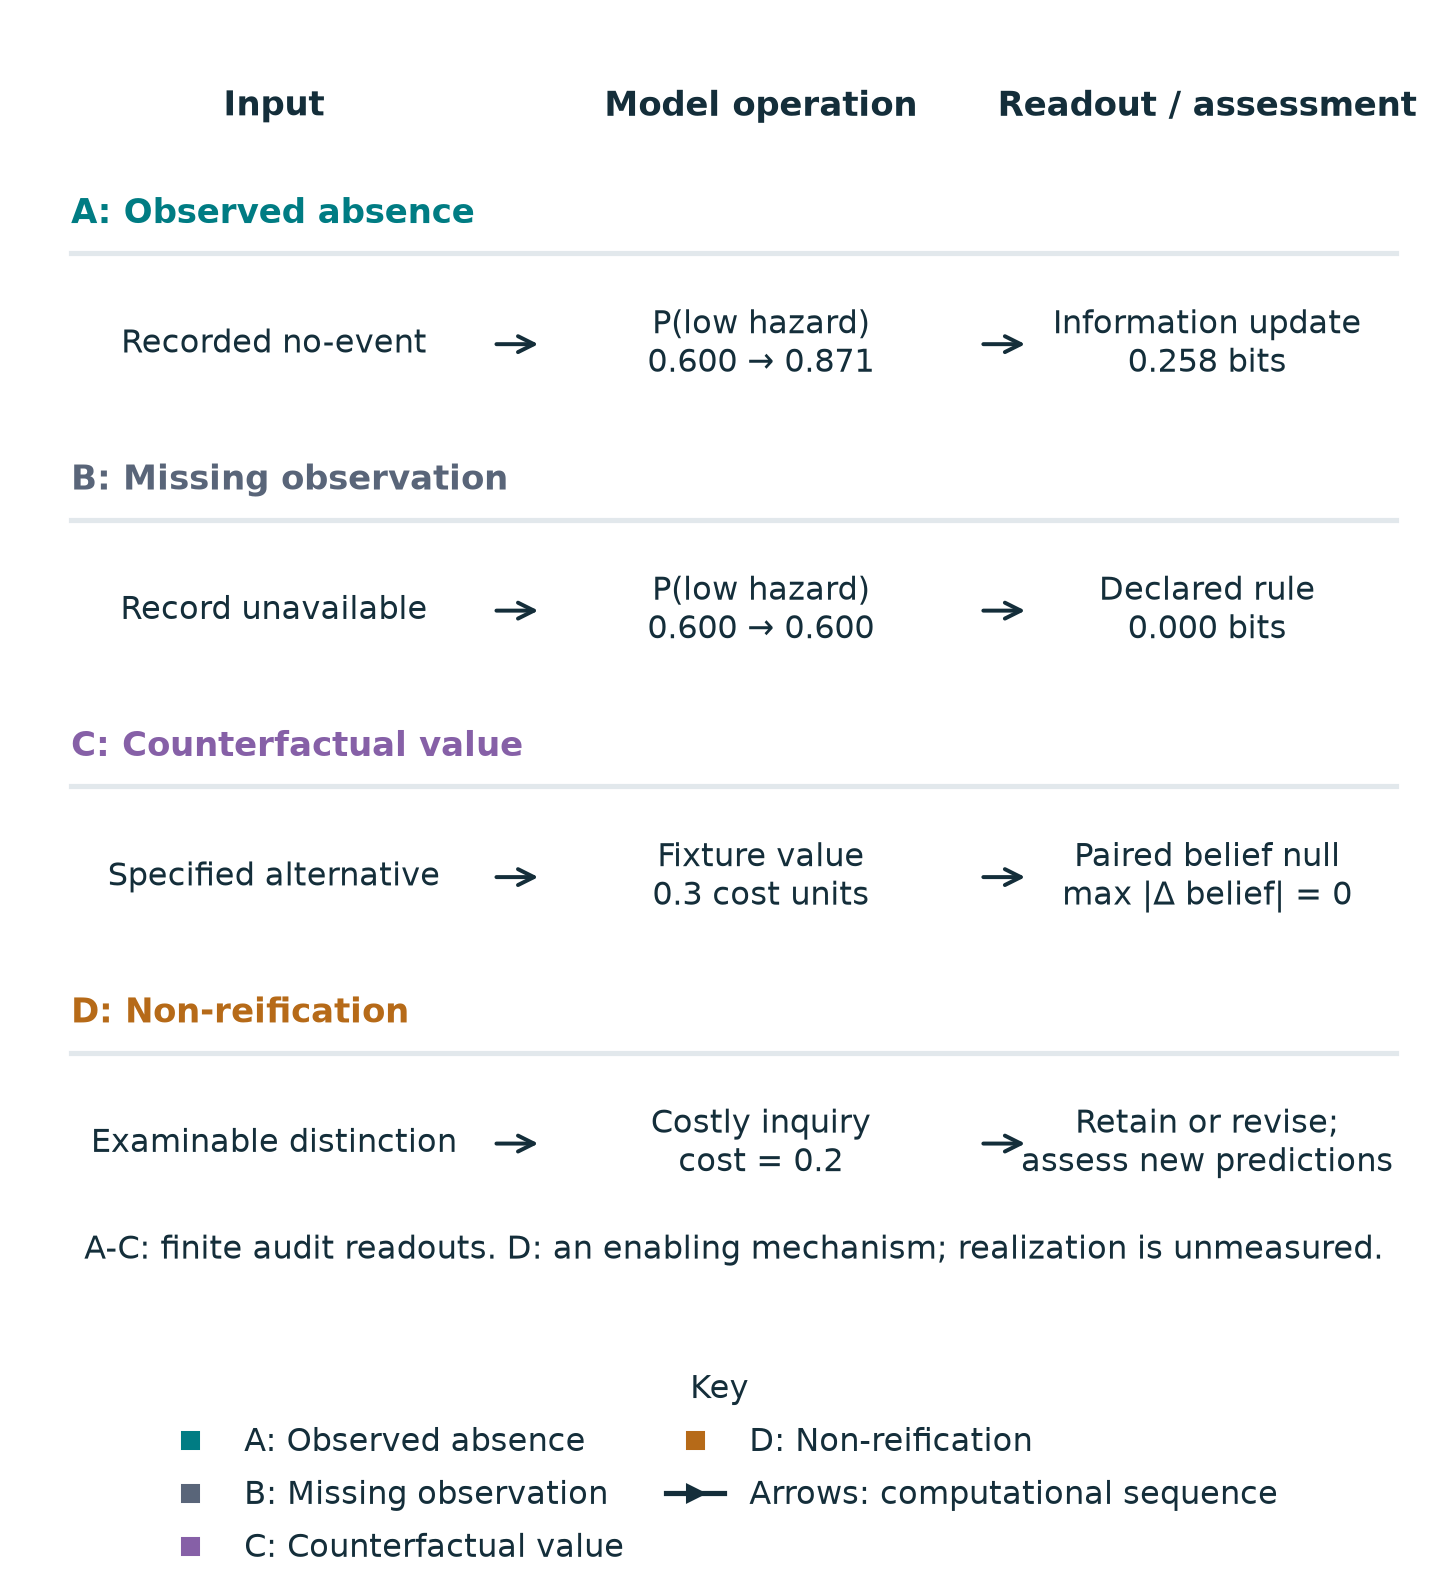 Input Model operation Readout / assessment
A: Observed absence
Recorded no-event → P(low hazard) 0.600 → 0.871 → Information update 0.258 bits
B: Missing observation
Record unavailable → P(low hazard) 0.600 → 0.600 → Declared rule 0.000 bits
C: Counterfactual value
Specified alternative → Fixture value 0.3 cost units → Paired belief null max |Δ belief| = 0
D: Non-reification
Examinable distinction → Costly inquiry cost = 0.2 → Retain or revise; assess new predictions
A-C: finite audit readouts. D: an enabling mechanism; realization is unmeasured.
Key
A: Observed absence
B: Missing observation
C: Counterfactual value
D: Non-reification
Arrows: computational sequence